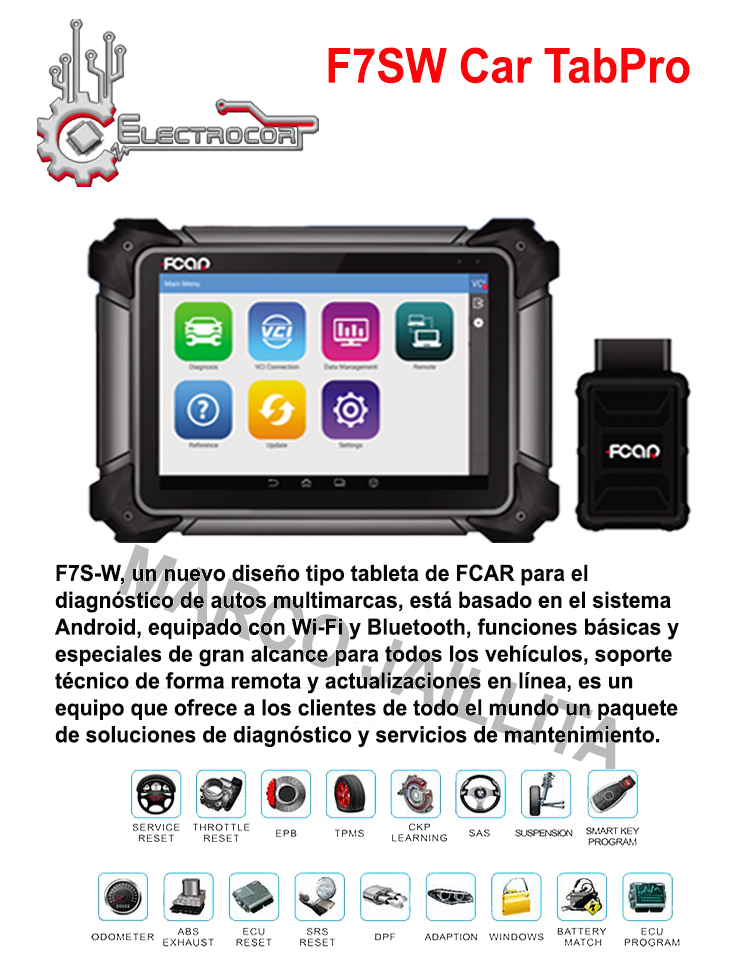 F7SW Car TabPro
ELECTROCOR
FCAR
Main Menu
VCI
VCI
Diagnosis
VCI Connection
Data Management
Remote
?
Reference
Update
Settings
FCAR
F7S-W, un nuevo diseño tipo tableta de FCAR para el
diagnóstico de autos multimarcas, está basado en el sistema
Android, equipado con Wi-Fi y Bluetooth, funciones básicas y
especiales de gran alcance para todos los vehículos, soporte
técnico de forma remota y actualizaciones en línea, es un
equipo que ofrece a los clientes de todo el mundo un paquete
de soluciones de diagnóstico y servicios de mantenimiento.
MARCO JAILLITA
SERVICE RESET
THROTTLE RESET
EPB
TPMS
CKP LEARNING
SAS
SUSPENSION
SMART KEY PROGRAM
ODOMETER
ABS EXHAUST
ECU RESET
SRS RESET
DPF
ADAPTION
WINDOWS
BATTERY MATCH
ECU PROGRAM